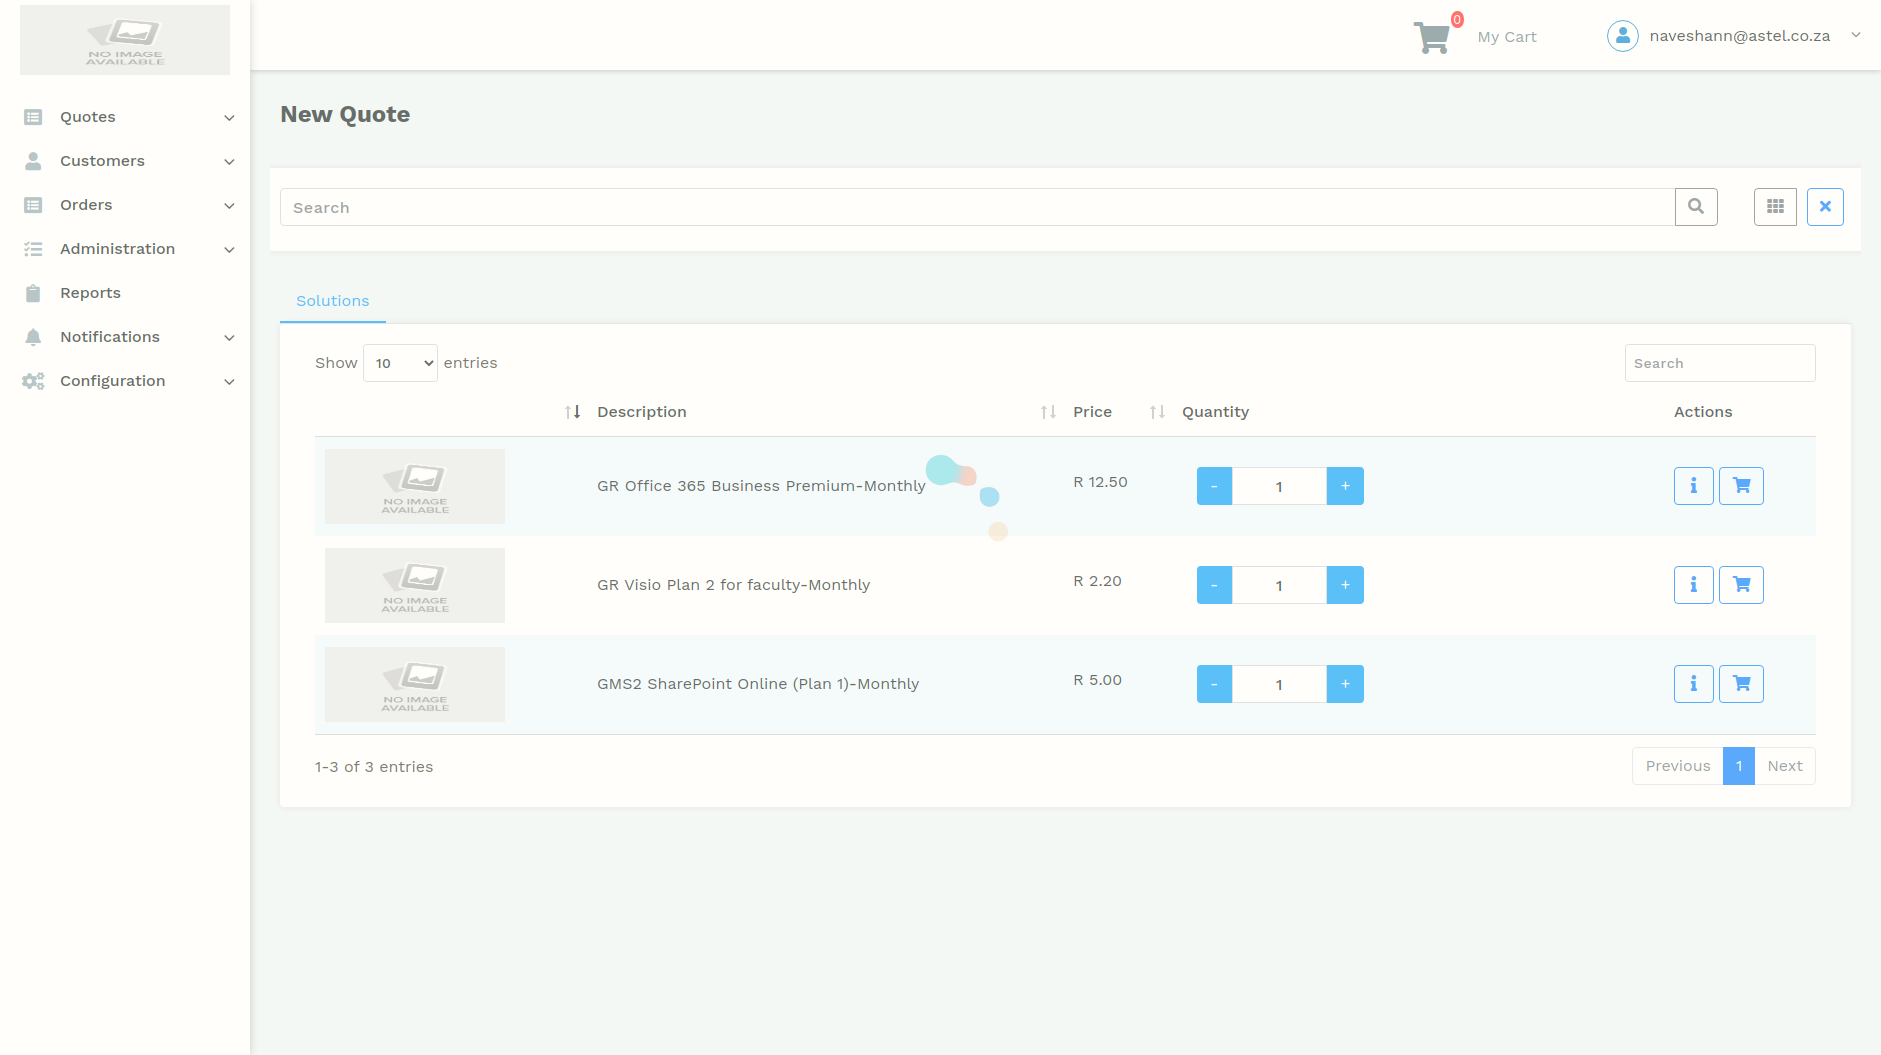 NO IMAGE
AVAILABLE
0
My Cart
naveshann@astel.co.za
Quotes
Customers
Orders
Administration
Reports
Notifications
Configuration
New Quote
Search
Solutions
Show 10 entries
Search
Description Price Quantity Actions
NO IMAGE
AVAILABLE
GR Office 365 Business Premium-Monthly R 12.50 - 1 +
NO IMAGE
AVAILABLE
GR Visio Plan 2 for faculty-Monthly R 2.20 - 1 +
NO IMAGE
AVAILABLE
GMS2 SharePoint Online (Plan 1)-Monthly R 5.00 - 1 +
1-3 of 3 entries
Previous 1 Next